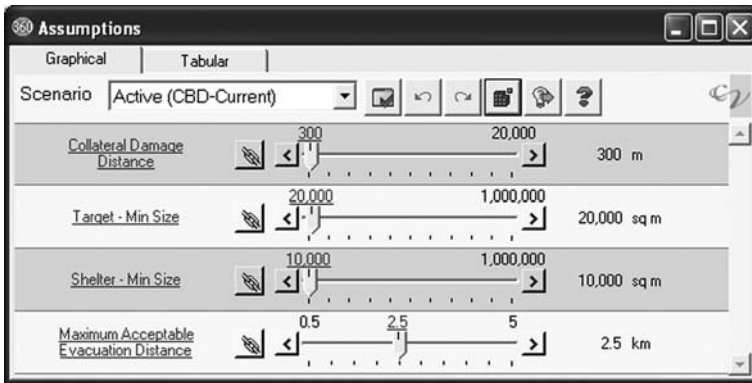 360 Assumptions
Graphical Tabular
Scenario Active (CBD-Current) ? CV
300 20,000
Collateral Damage
Distance
300 m
20,000 1,000,000
Target - Min Size 20,000 sq m
10,000 1,000,000
Shelter - Min Size 10,000 sq m
0.5 2.5 5
Maximum Acceptable
Evacuation Distance
2.5 km